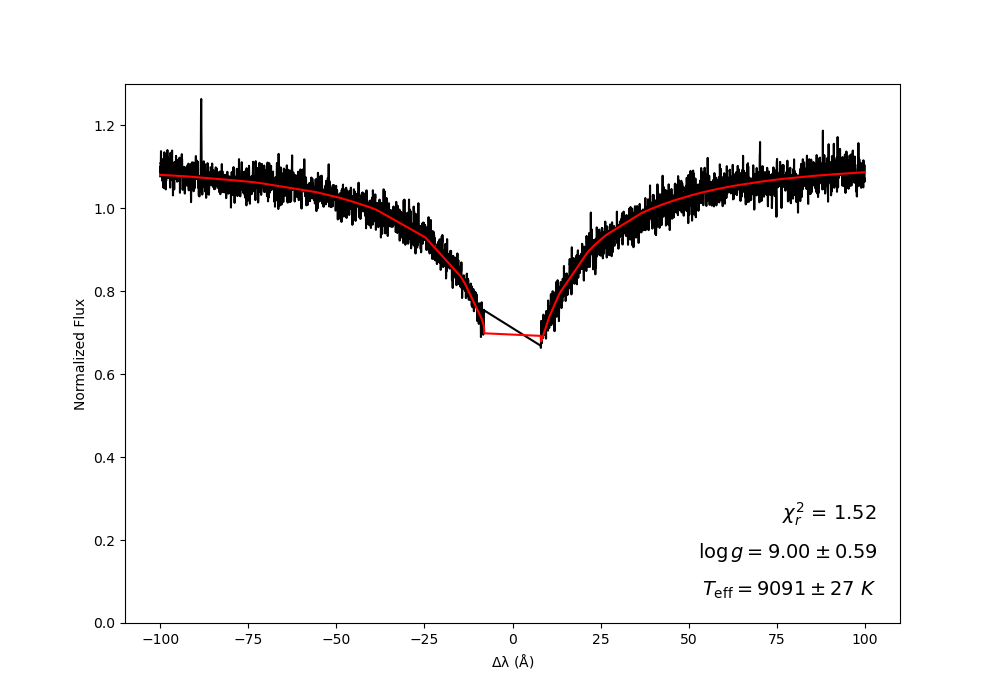 1.2
1.0
0.8
0.6
0.4
0.2
0.0
Normalized Flux
χ²ᵣ = 1.52
log g = 9.00 ± 0.59
T_eff = 9091 ± 27 K
−100 −75 −50 −25 0 25 50 75 100
Δλ (Å)